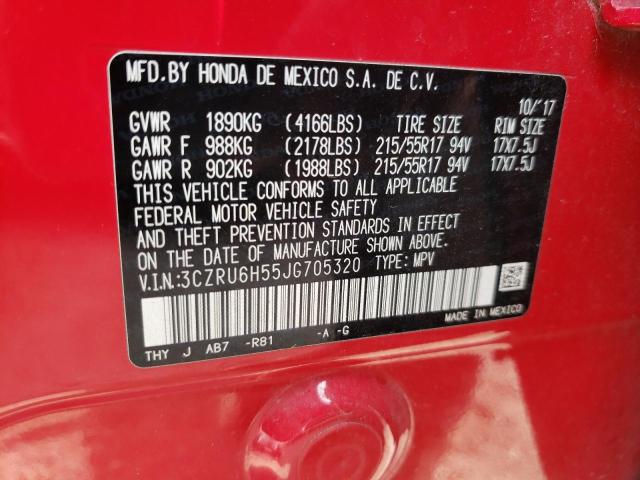 MFD.BY HONDA DE MEXICO S.A. DE C.V.
10/'17
GVWR 1890KG (4166LBS) TIRE SIZE RIM SIZE
GAWR F 988KG (2178LBS) 215/55R17 94V 17X7.5J
GAWR R 902KG (1988LBS) 215/55R17 94V 17X7.5J
THIS VEHICLE CONFORMS TO ALL APPLICABLE
FEDERAL MOTOR VEHICLE SAFETY
AND THEFT PREVENTION STANDARDS IN EFFECT
ON THE DATE OF MANUFACTURE SHOWN ABOVE.
V.I.N.:3CZRU6H55JG705320 TYPE: MPV
MADE IN MEXICO
THY J AB7 -R81 -A -G